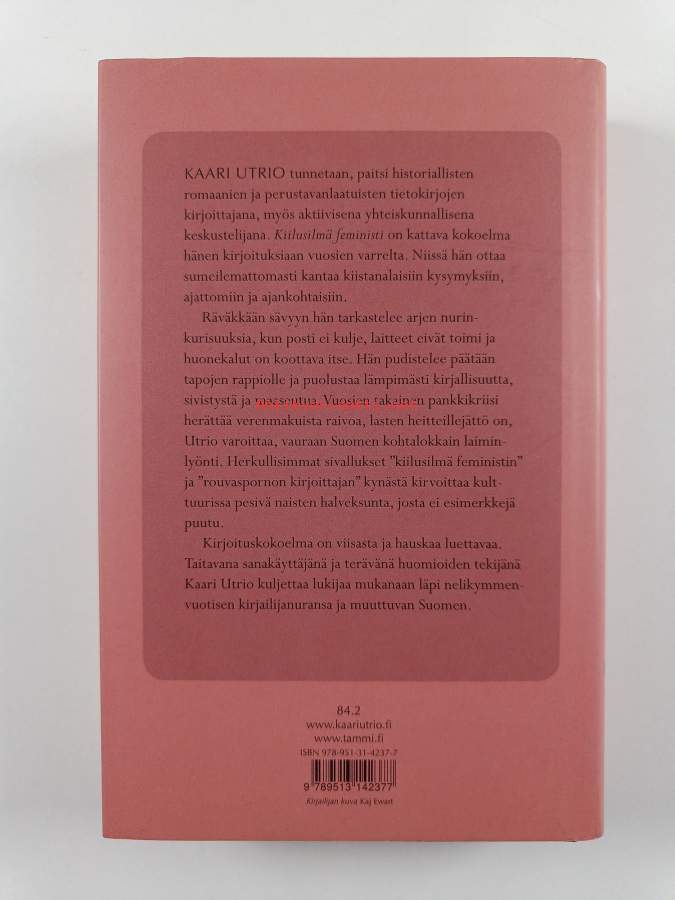 KAARI UTRIO tunnetaan, paitsi historiallisten
romaanien ja perustavanlaatuisten tietokirjojen
kirjoittajana, myös aktiivisena yhteiskunnallisena
keskustelijana. Kiilusilmä feministi on kattava kokoelma
hänen kirjoituksiaan vuosien varrelta. Niissä hän ottaa
sumeilemattomasti kantaa kiistanalaisiin kysymyksiin,
ajattomiin ja ajankohtaisiin.
Räväkkään sävyyn hän tarkastelee arjen nurin-
kurisuuksia, kun posti ei kulje, laitteet eivät toimi ja
huonekalut on koottava itse. Hän pudistelee päätään
tapojen rappiolle ja puolustaa lämpimästi kirjallisuutta,
sivistystä ja maaseutua. Vuosien takainen pankkikriisi
herättää verenmakuista raivoa, lasten heitteillejättö on,
Utrio varoittaa, vauraan Suomen kohtalokkain laimin-
lyönti. Herkullisimmat sivallukset ”kiilusilmä feministin”
ja ”rouvaspornon kirjoittajan” kynästä kirvoittaa kult-
tuurissa pesivä naisten halveksunta, josta ei esimerkkejä
puutu.
Kirjoituskokoelma on viisasta ja hauskaa luettavaa.
Taitavana sanakäyttäjänä ja terävänä huomioiden tekijänä
Kaari Utrio kuljettaa lukijaa mukanaan läpi nelikymmen-
vuotisen kirjailijanuransa ja muuttuvan Suomen.
84.2
www.kaariutrio.fi
www.tammi.fi
ISBN 978-951-31-4237-7
9 789513 142377
Kirjailijan kuva Kaj Ewart